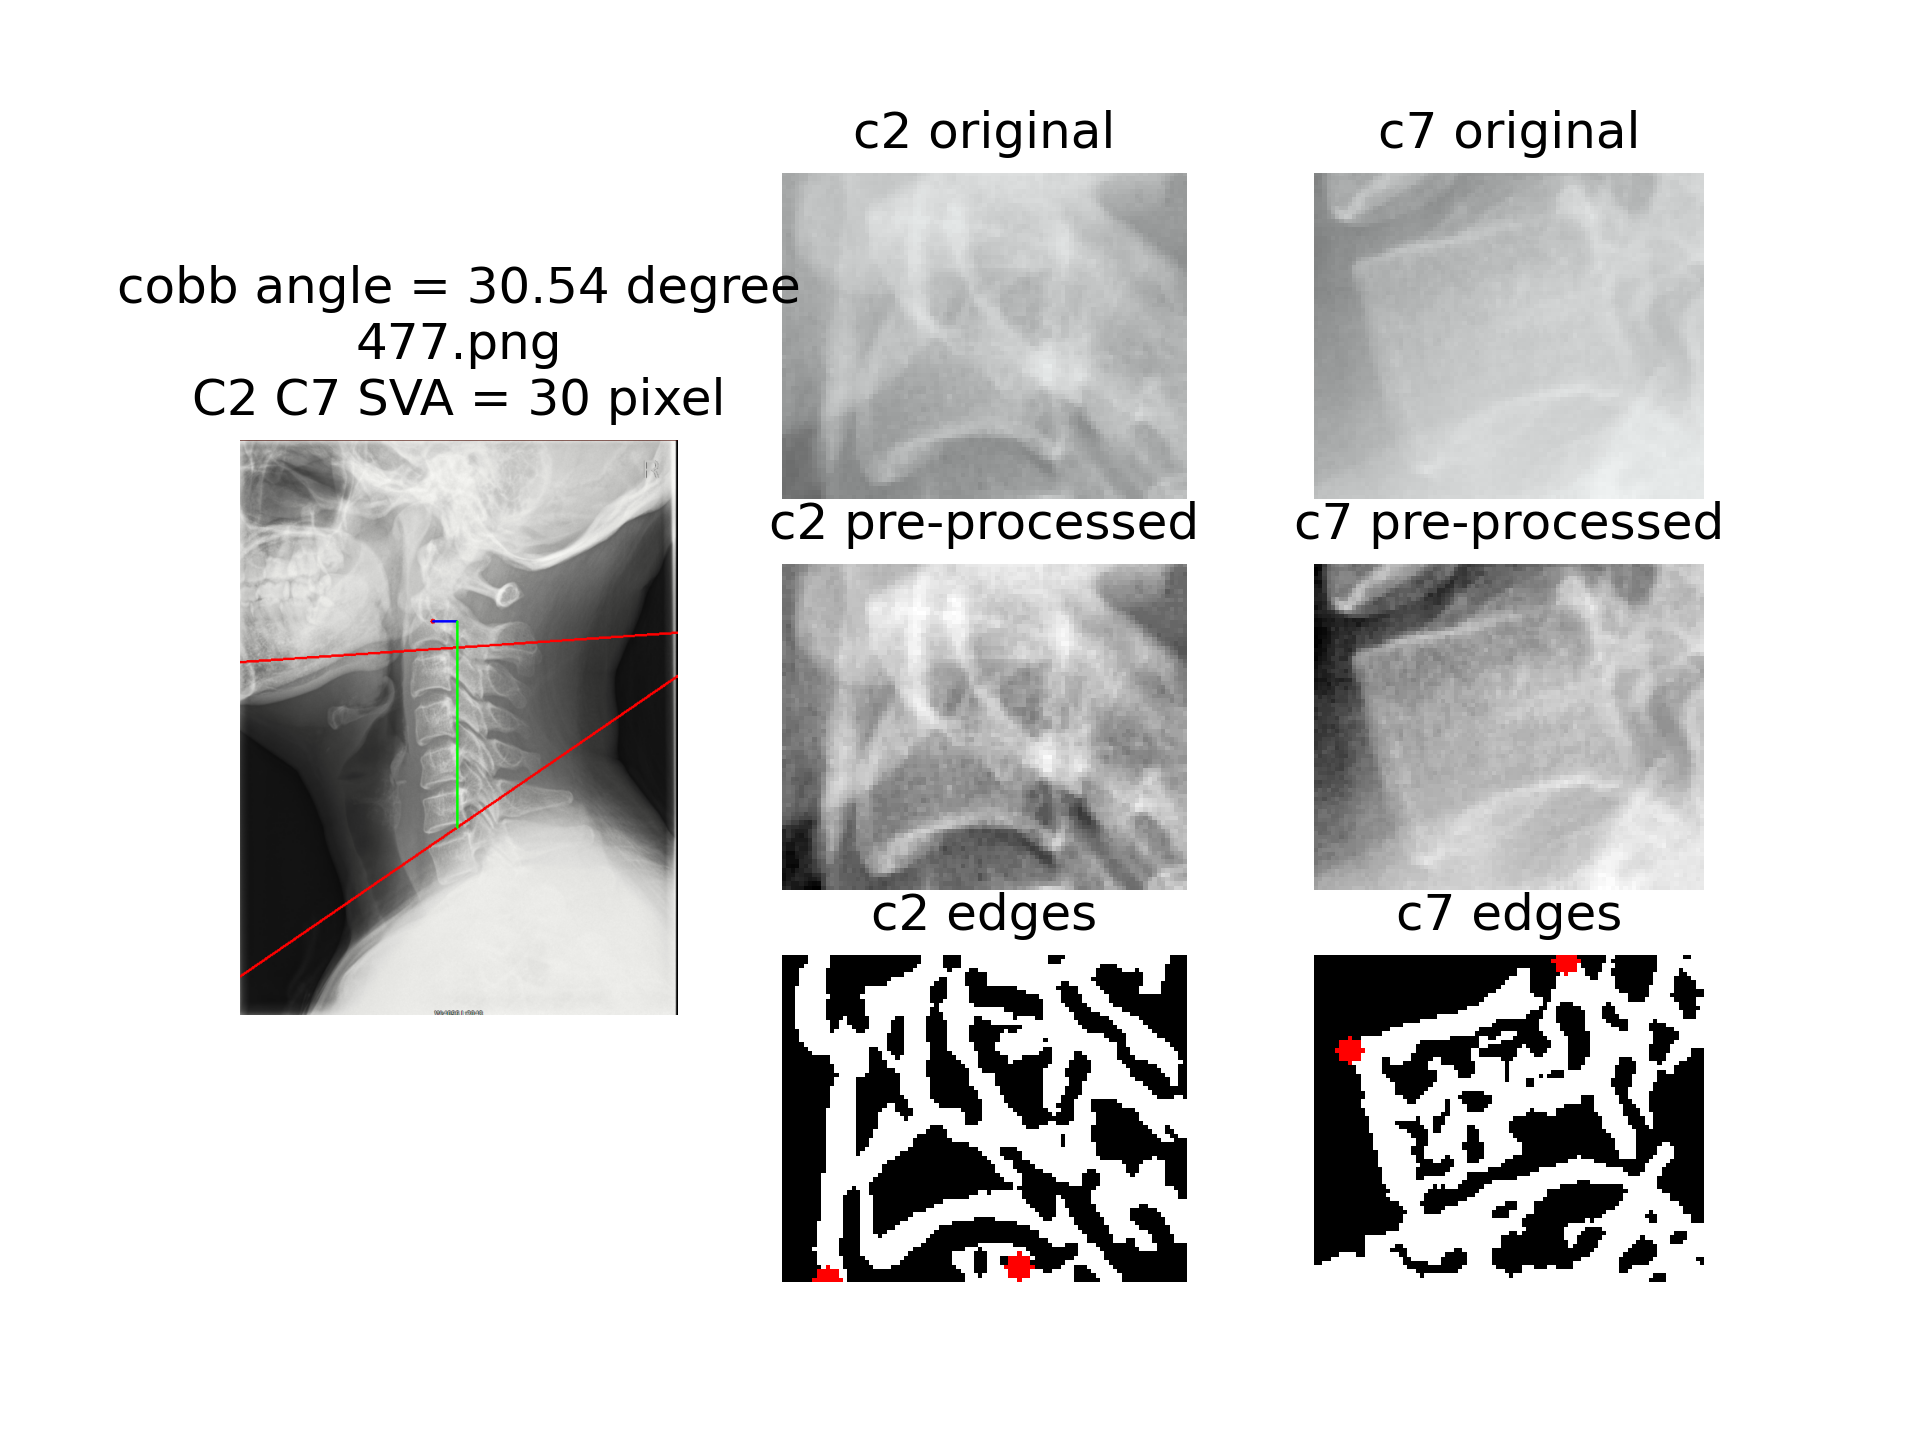 cobb angle = 30.54 degree
477.png
C2 C7 SVA = 30 pixel
c2 original
c7 original
c2 pre-processed
c7 pre-processed
c2 edges
c7 edges